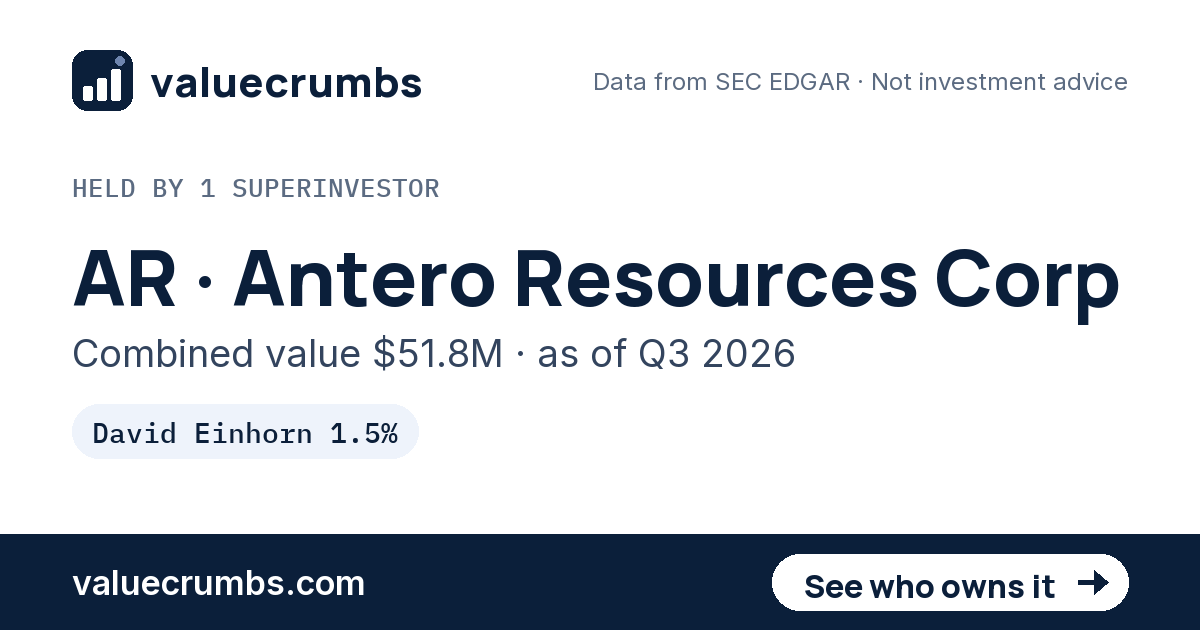 valuecrumbs
Data from SEC EDGAR · Not investment advice
HELD BY 1 SUPERINVESTOR
AR · Antero Resources Corp
Combined value $51.8M · as of Q3 2026
David Einhorn 1.5%
valuecrumbs.com
See who owns it →